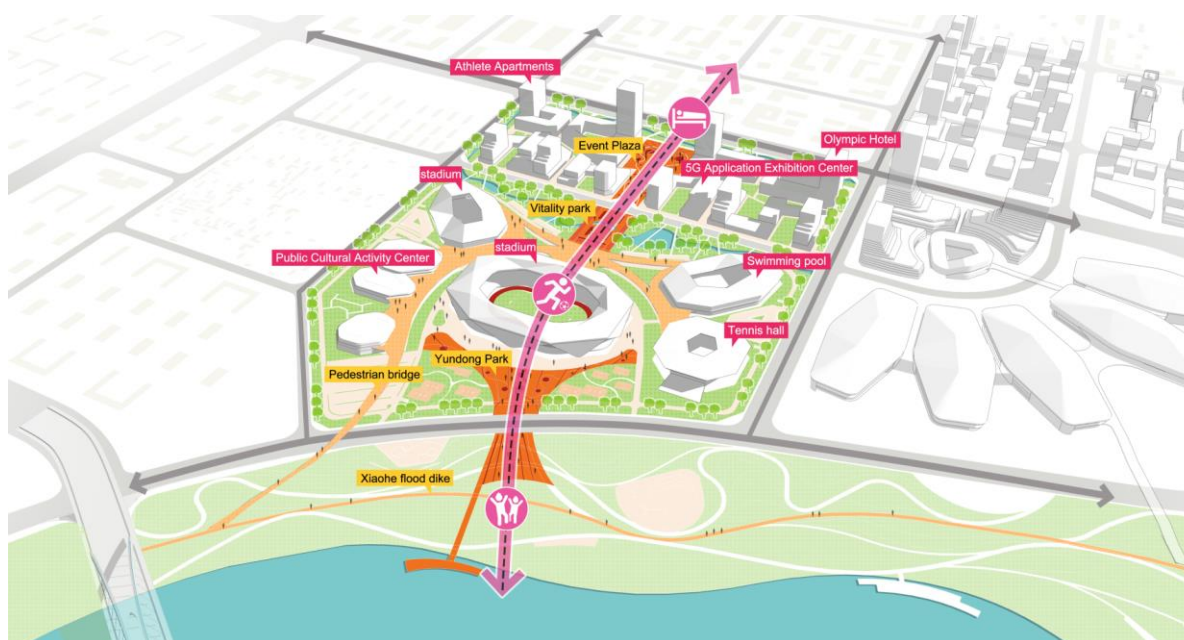 Athlete Apartments
Olympic Hotel
Event Plaza
5G Application Exhibition Center
stadium
Vitality park
stadium
Public Cultural Activity Center
Swimming pool
Tennis hall
Yundong Park
Pedestrian bridge
Xiaohe flood dike